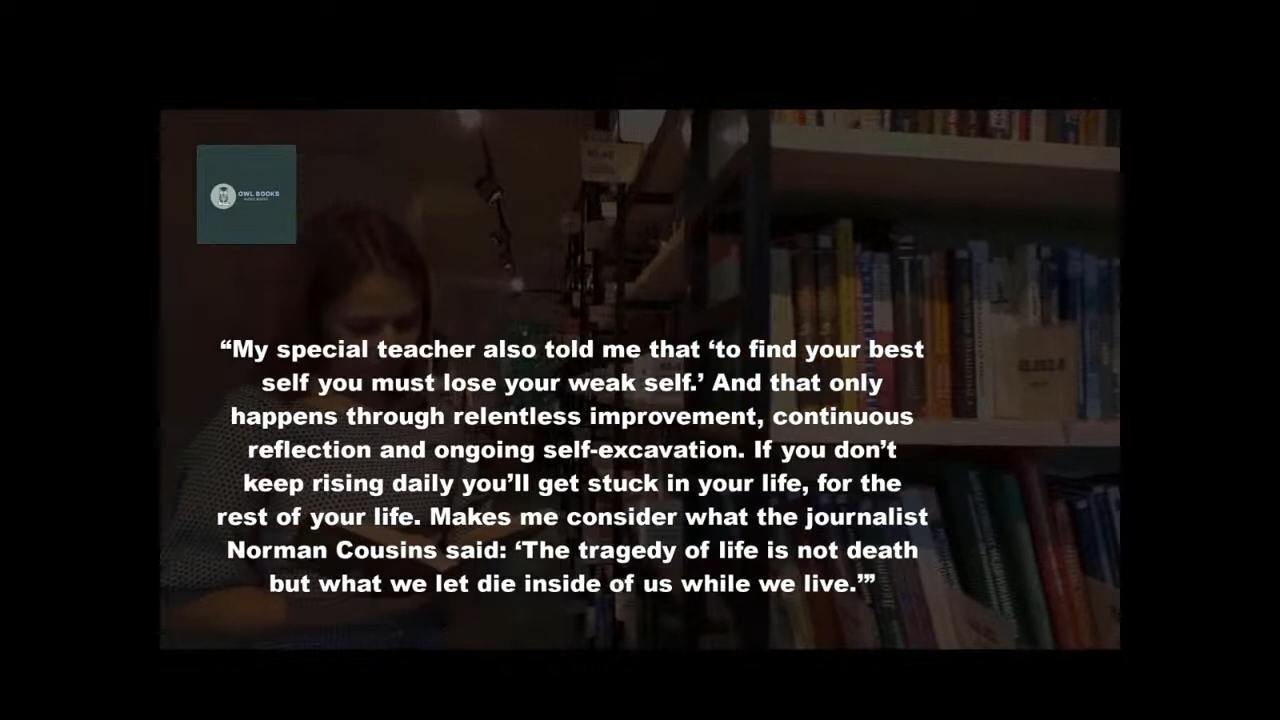 OWL BOOKS
“My special teacher also told me that ‘to find your best
self you must lose your weak self.’ And that only
happens through relentless improvement, continuous
reflection and ongoing self-excavation. If you don’t
keep rising daily you’ll get stuck in your life, for the
rest of your life. Makes me consider what the journalist
Norman Cousins said: ‘The tragedy of life is not death
but what we let die inside of us while we live.’”